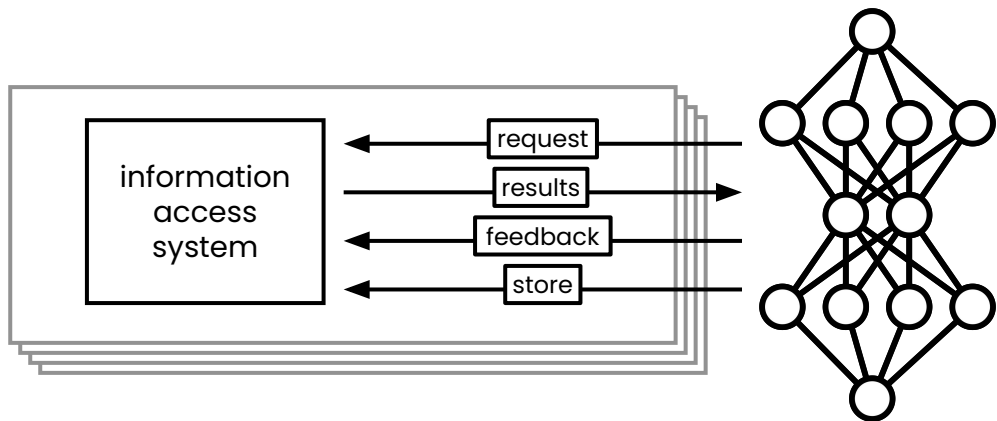 information
access
system
request
results
feedback
store